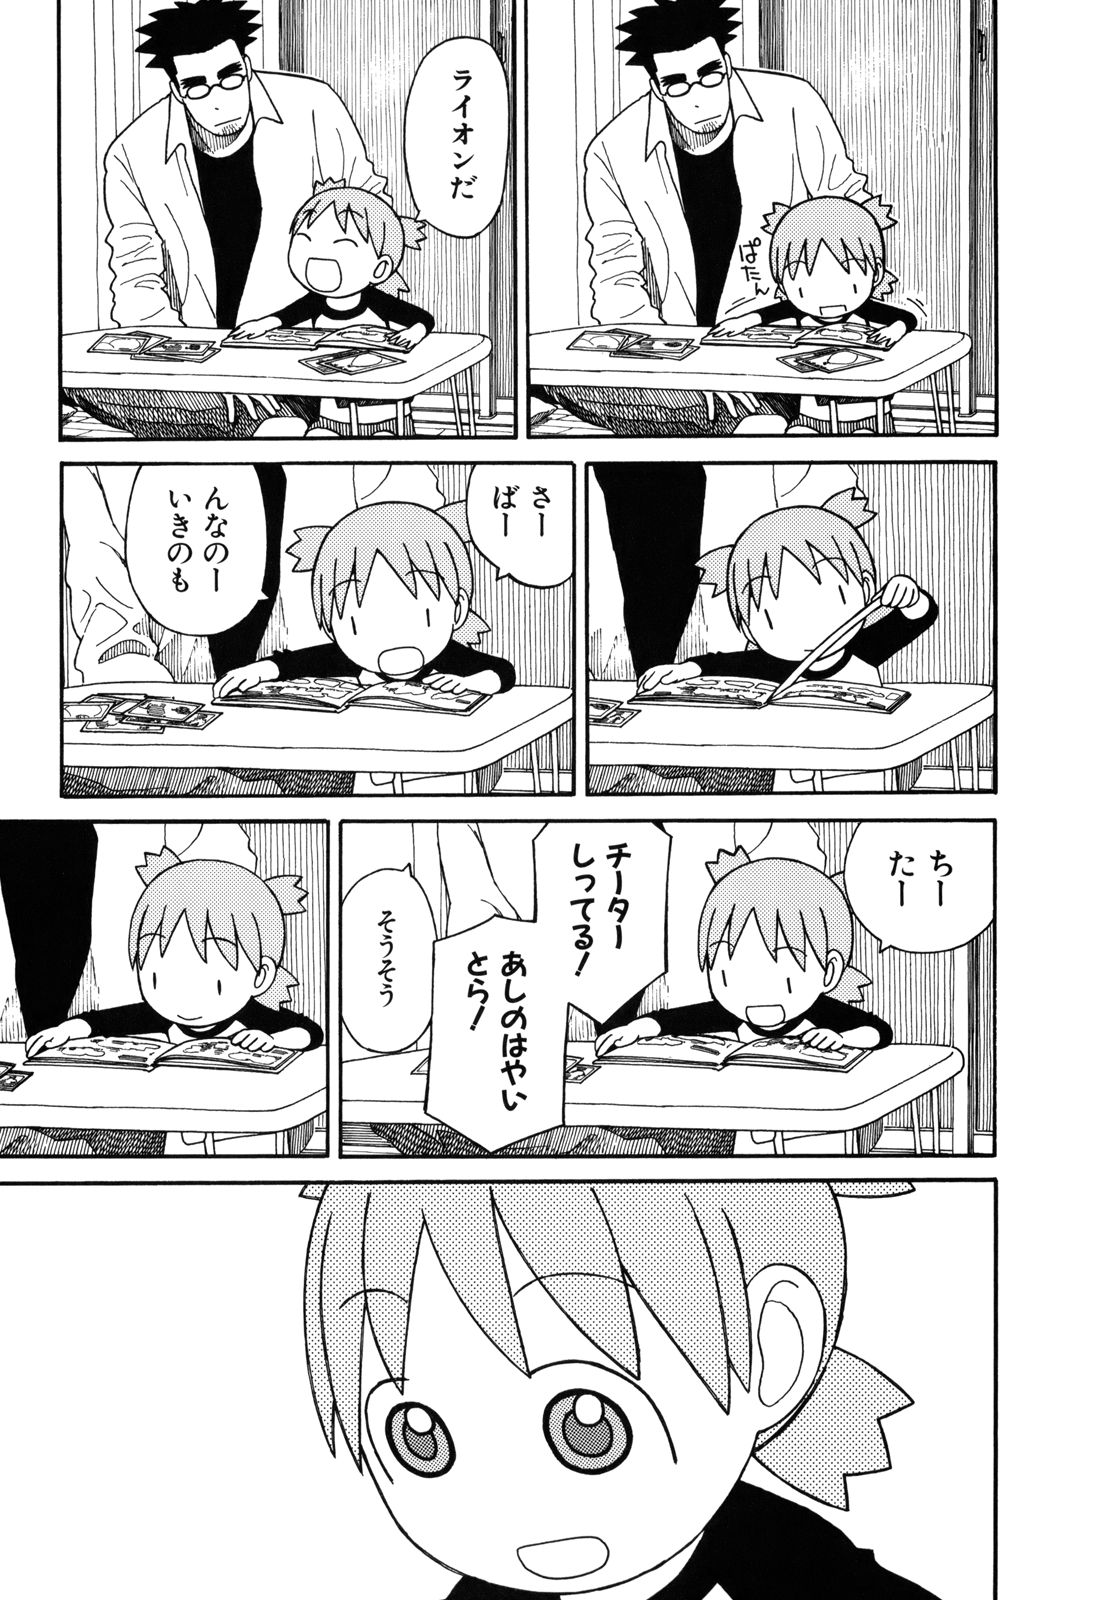 ぱたん
ライオンだ
さー
ばー
んなのー
いきのも
ちー
たー
チーター
しってる!
あしのはやい
とら!
そうそう